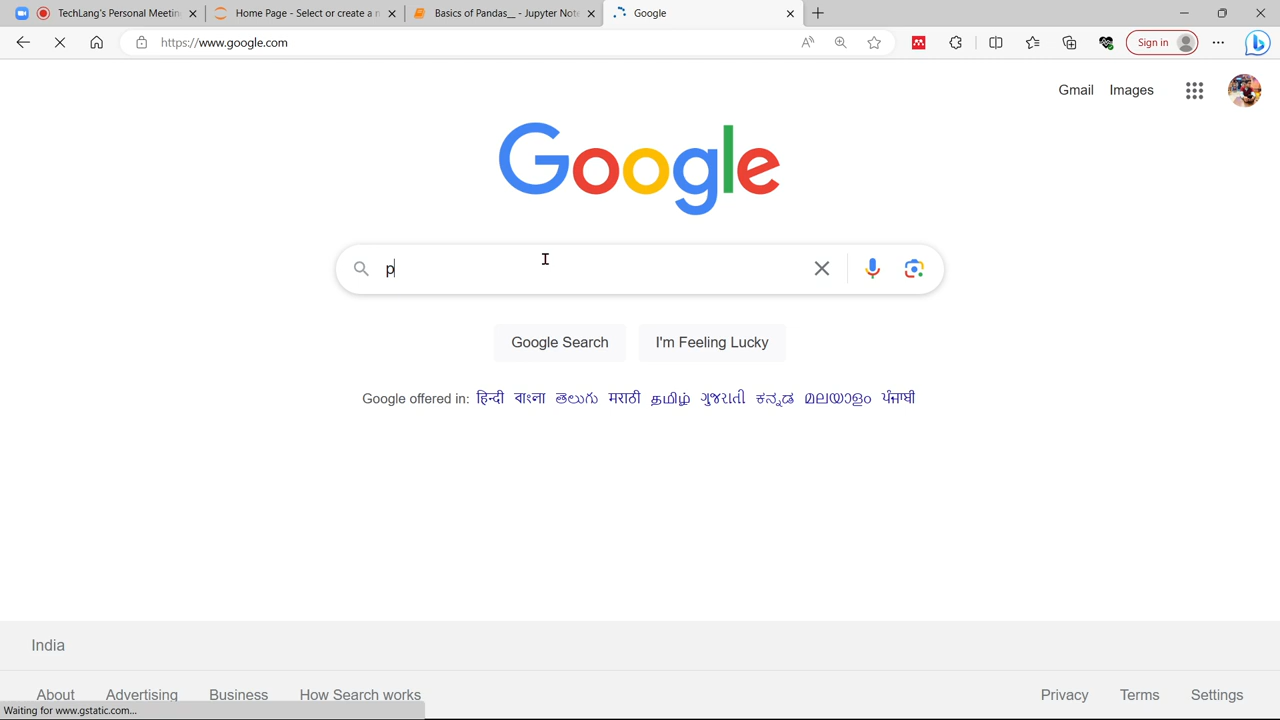 TechLang's Personal Meetin
Home Page - Select or create a n
Basics of Pandas__ - Jupyter Not
Google
https://www.google.com
Sign in
Gmail Images
Google
p
Google Search
I'm Feeling Lucky
Google offered in: हिन्दी বাংলা తెలుగు मराठी தமிழ் ગુજરાતી ಕನ್ನಡ മലയാളം ਪੰਜਾਬੀ
India
About Advertising Business How Search works Privacy Terms Settings
Waiting for www.gstatic.com...